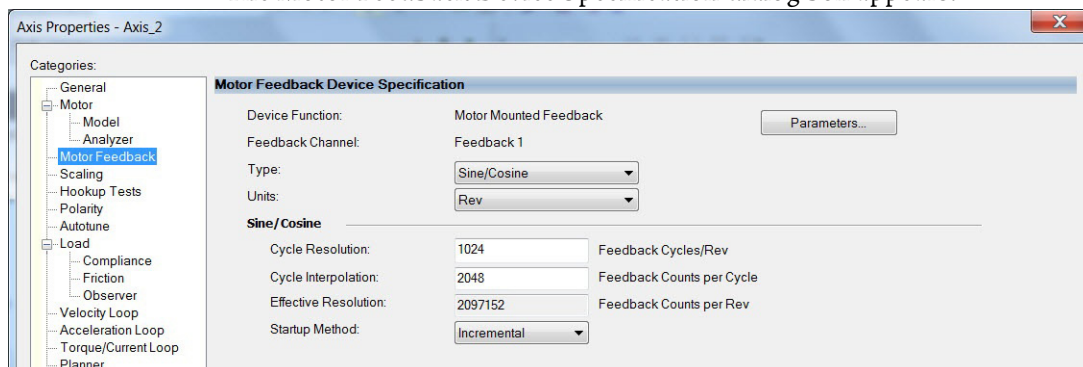 Axis Properties - Axis_2
X
Categories:
General
Motor
Model
Analyzer
Motor Feedback
Scaling
Hookup Tests
Polarity
Autotune
Load
Compliance
Friction
Observer
Velocity Loop
Acceleration Loop
Torque/Current Loop
Planner
Motor Feedback Device Specification
Device Function: Motor Mounted Feedback
Parameters...
Feedback Channel: Feedback 1
Type: Sine/Cosine
Units: Rev
Sine/Cosine
Cycle Resolution: 1024 Feedback Cycles/Rev
Cycle Interpolation: 2048 Feedback Counts per Cycle
Effective Resolution: 2097152 Feedback Counts per Rev
Startup Method: Incremental